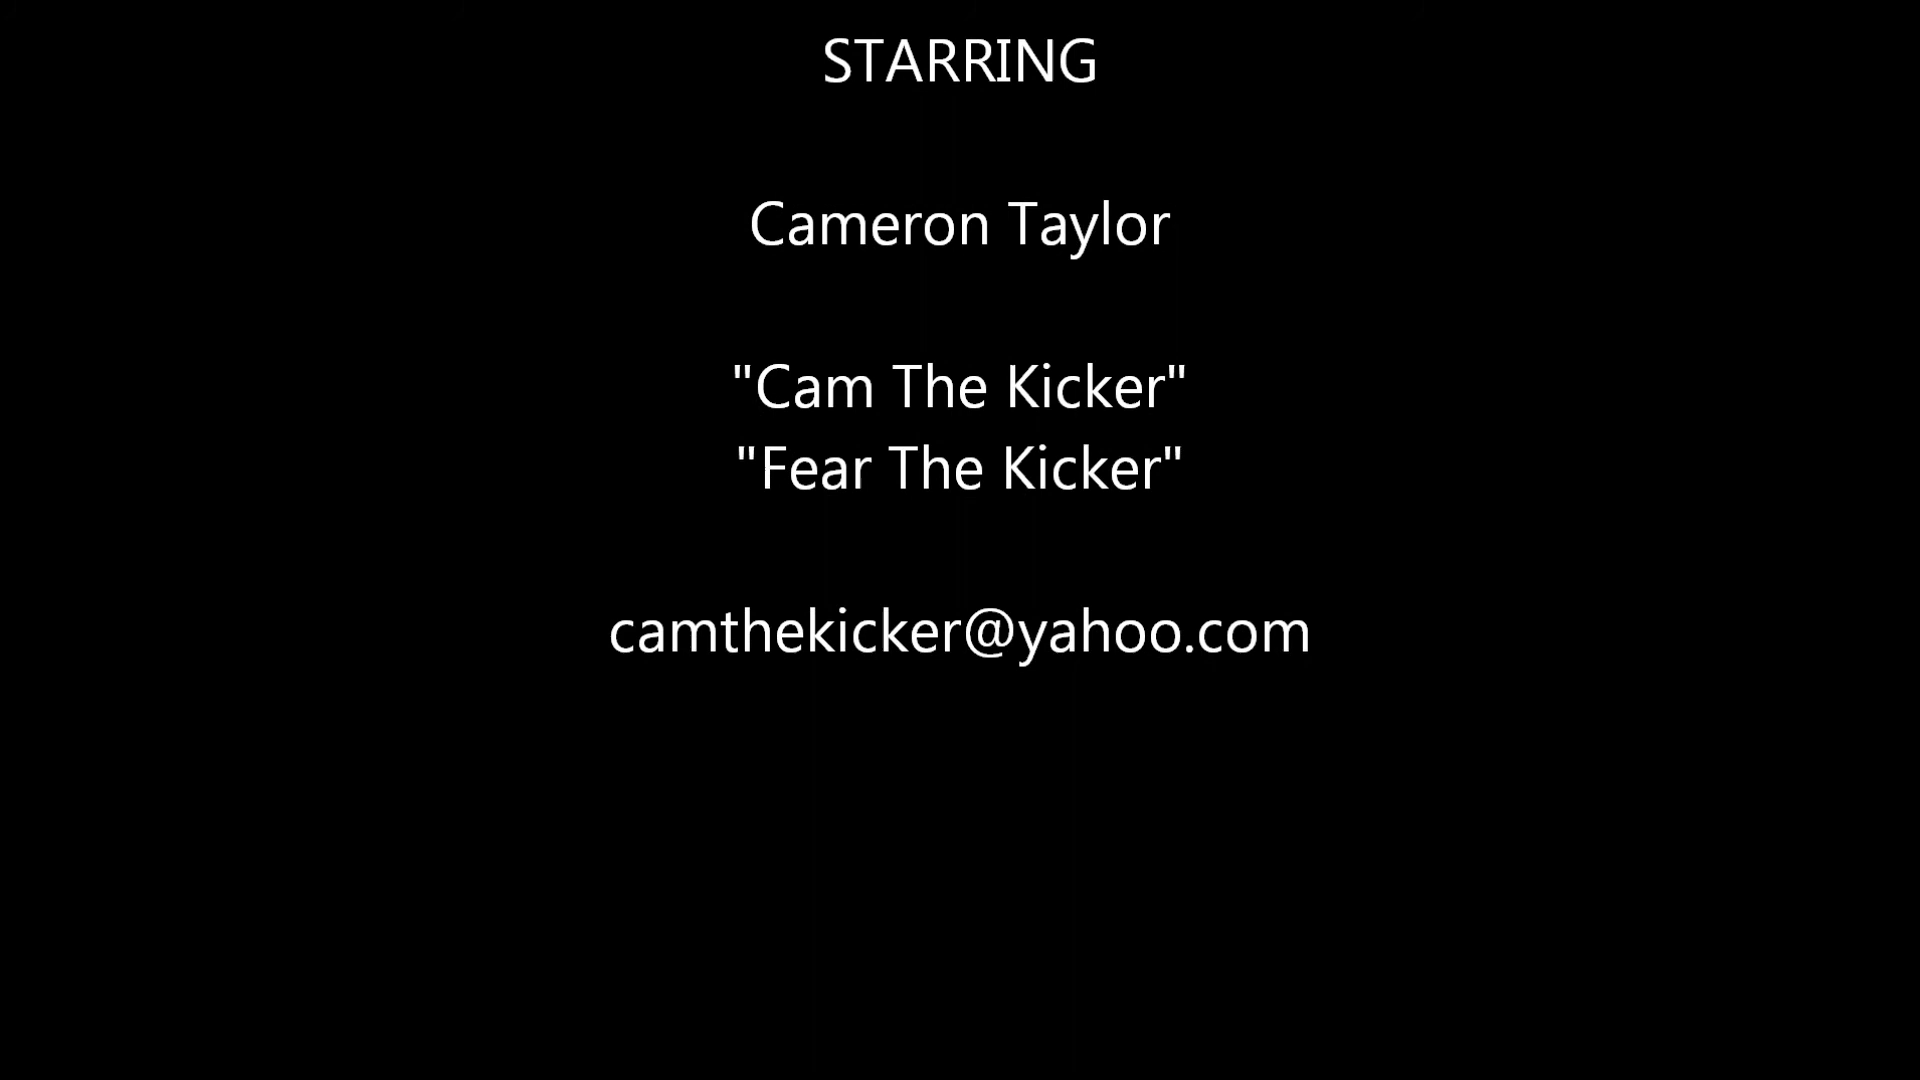 STARRING
Cameron Taylor
"Cam The Kicker"
"Fear The Kicker"
camthekicker@yahoo.com